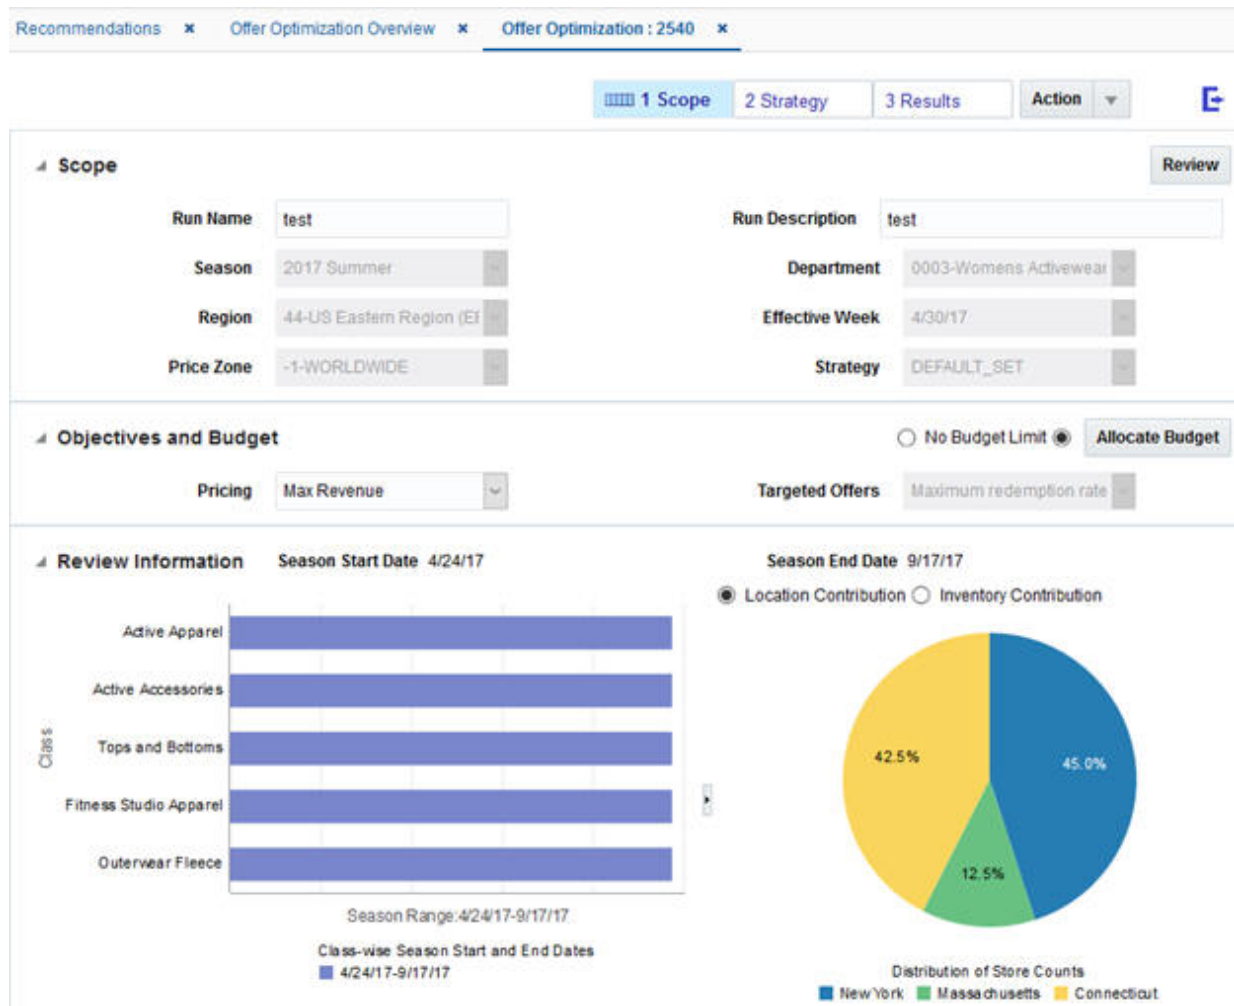 Recommendations × Offer Optimization Overview × Offer Optimization : 2540 ×
1 Scope 2 Strategy 3 Results Action
Scope Review
Run Name test Run Description test
Season 2017 Summer Department 0003-Womens Activewear
Region 44-US Eastern Region (Ef Effective Week 4/30/17
Price Zone -1-WORLDWIDE Strategy DEFAULT_SET
Objectives and Budget No Budget Limit Allocate Budget
Pricing Max Revenue Targeted Offers Maximum redemption rate
Review Information Season Start Date 4/24/17 Season End Date 9/17/17
Location Contribution Inventory Contribution
Active Apparel
Active Accessories
Tops and Bottoms
Fitness Studio Apparel
Outerwear Fleece
Class
Season Range:4/24/17-9/17/17
Class-wise Season Start and End Dates
4/24/17-9/17/17
42.5%
45.0%
12.5%
Distribution of Store Counts
New York Massachusetts Connecticut